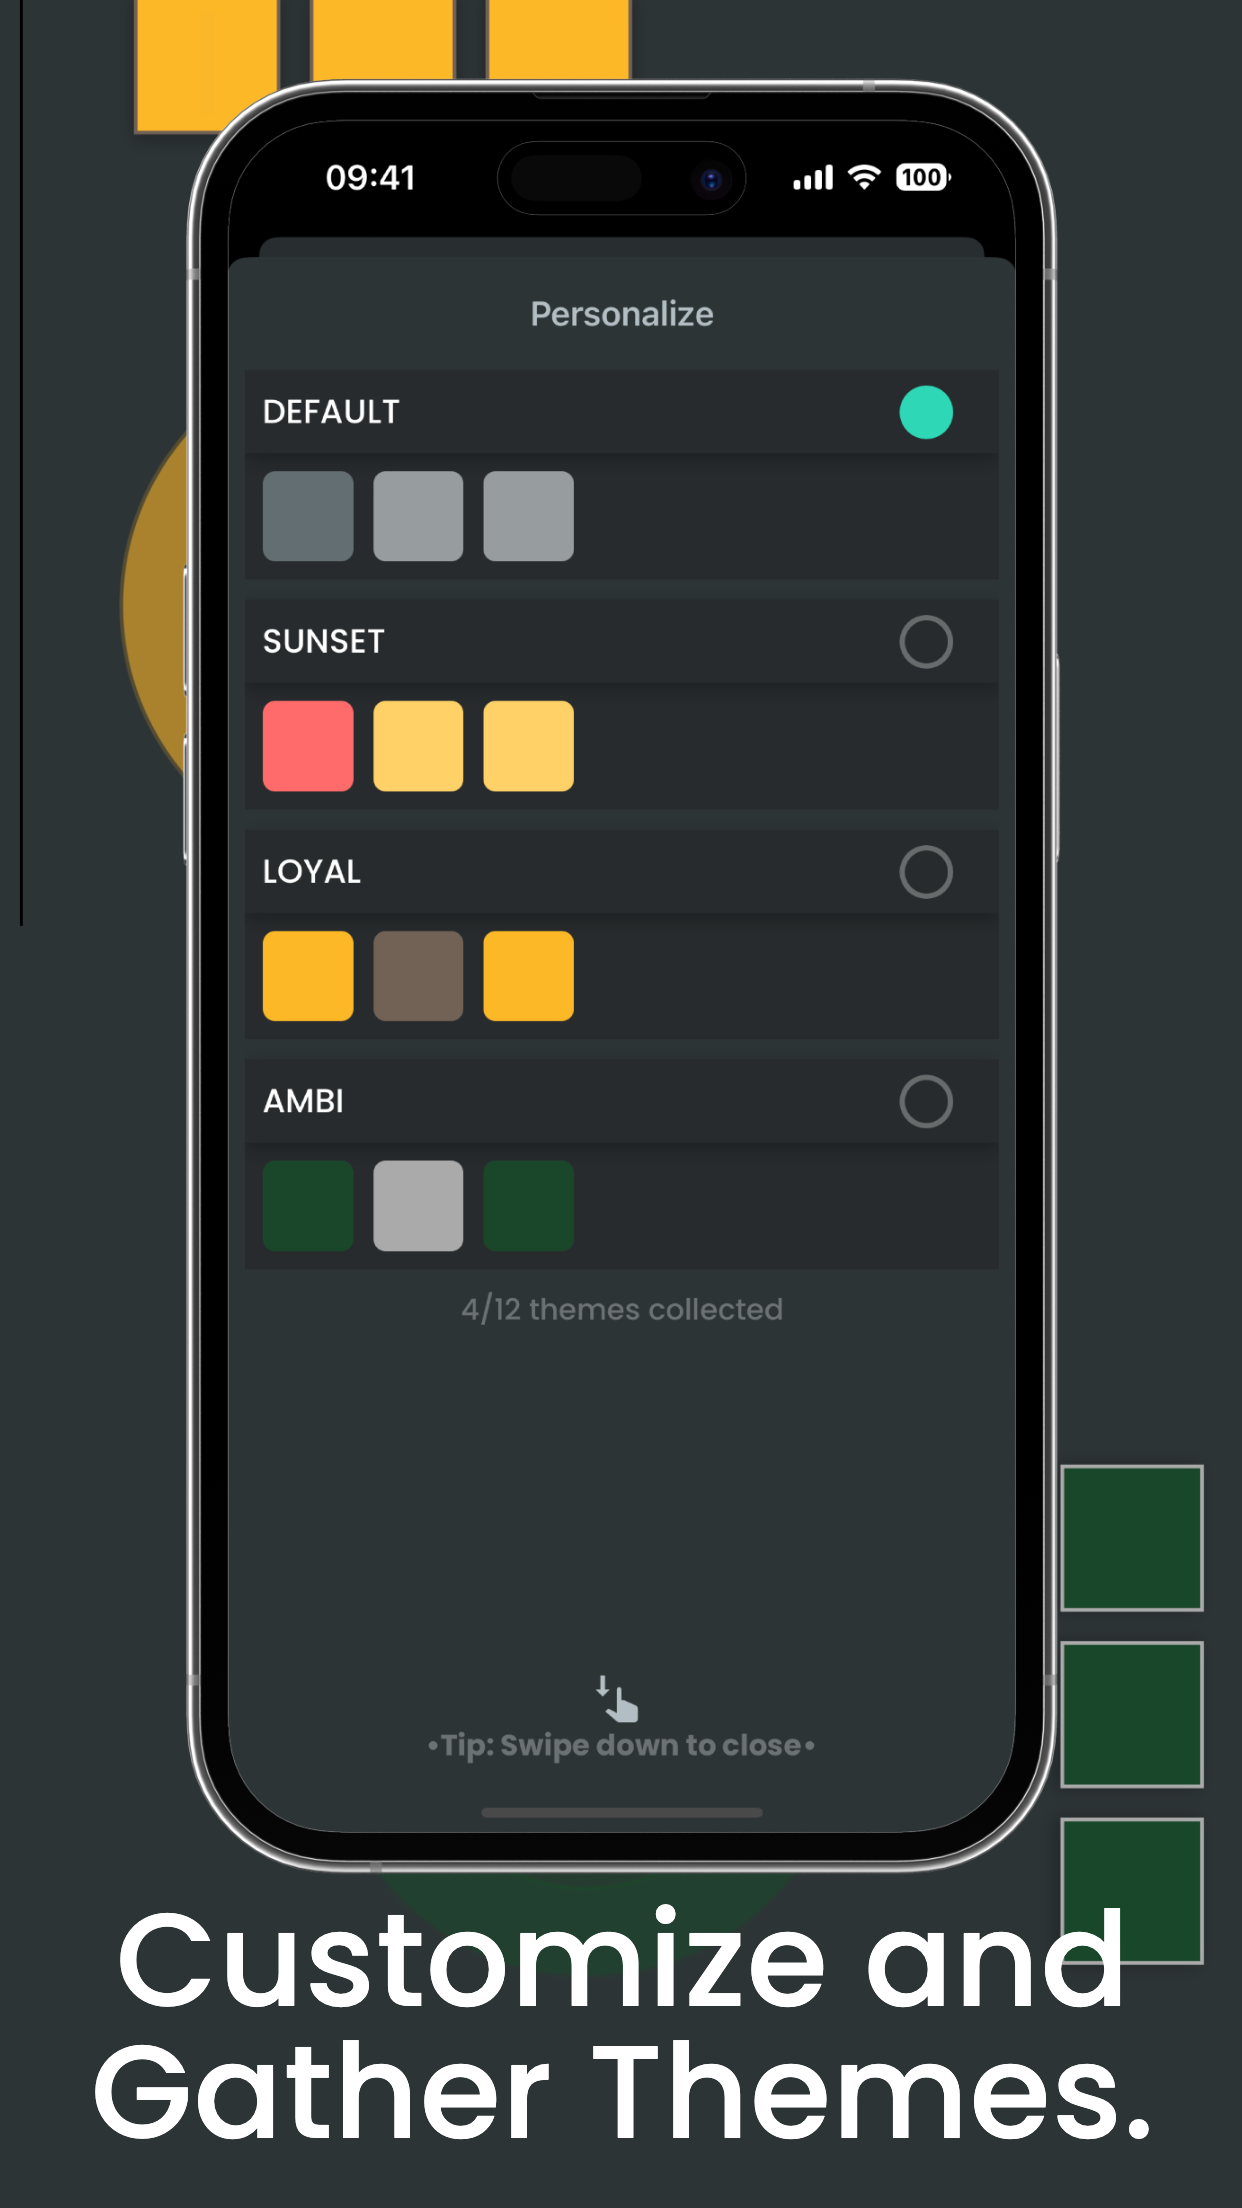 09:41
100
Personalize
DEFAULT
SUNSET
LOYAL
AMBI
4/12 themes collected
•Tip: Swipe down to close•
Customize and
Gather Themes.